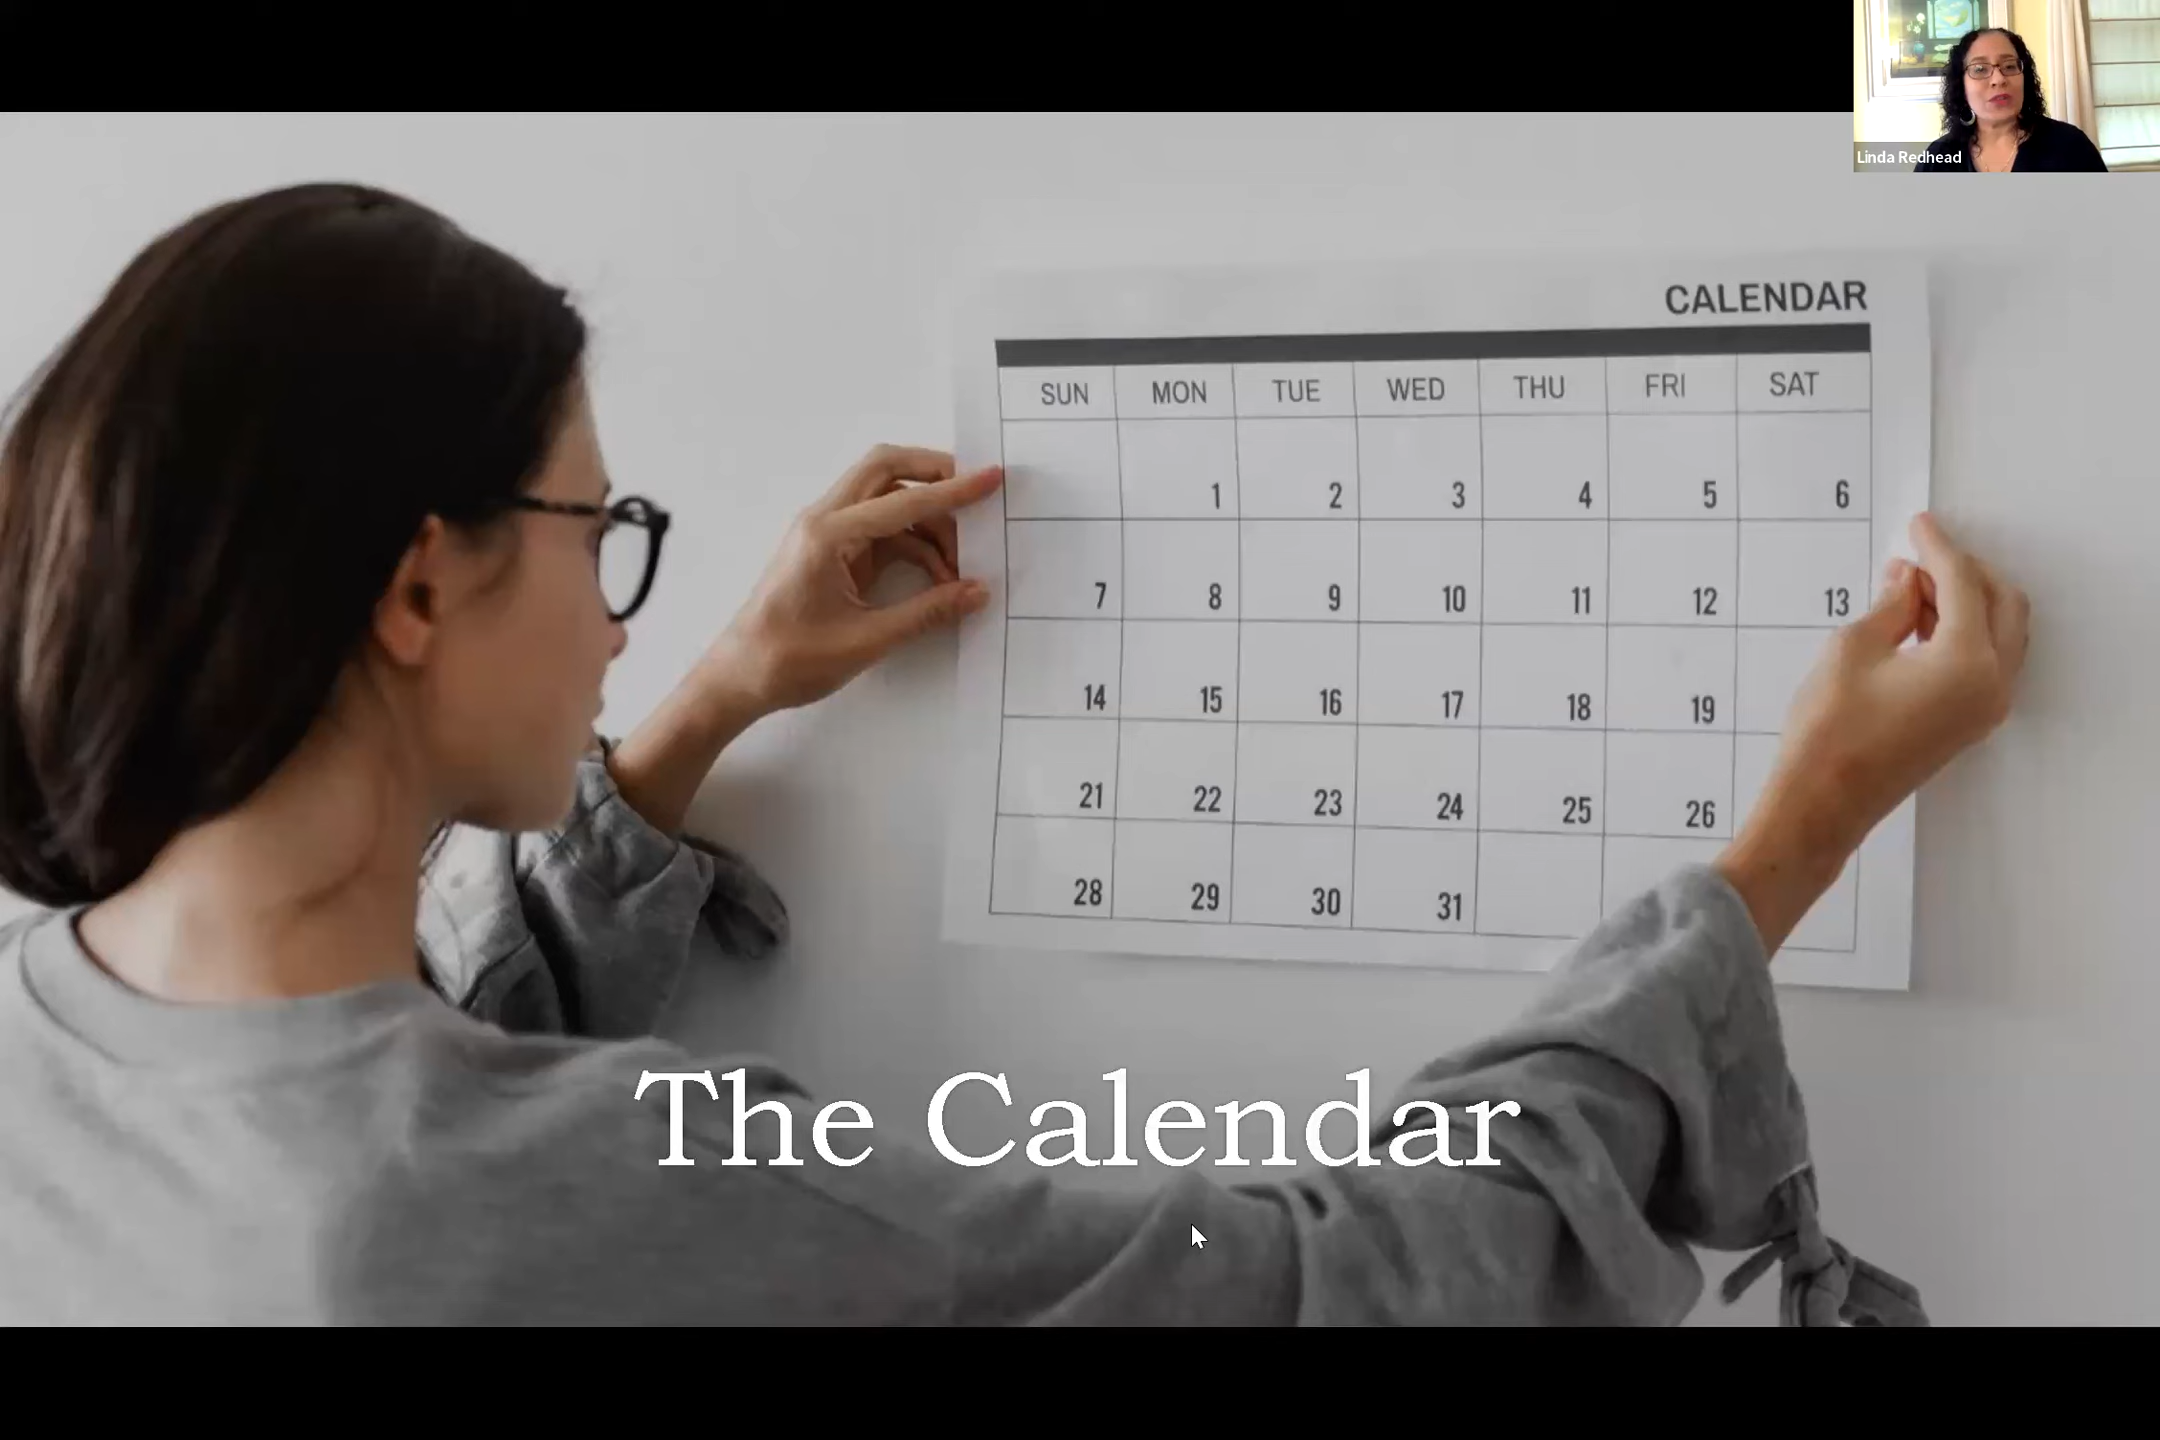 Linda Redhead
CALENDAR
SUN MON TUE WED THU FRI SAT
1 2 3 4 5 6
7 8 9 10 11 12 13
14 15 16 17 18 19
21 22 23 24 25 26
28 29 30 31
The Calendar